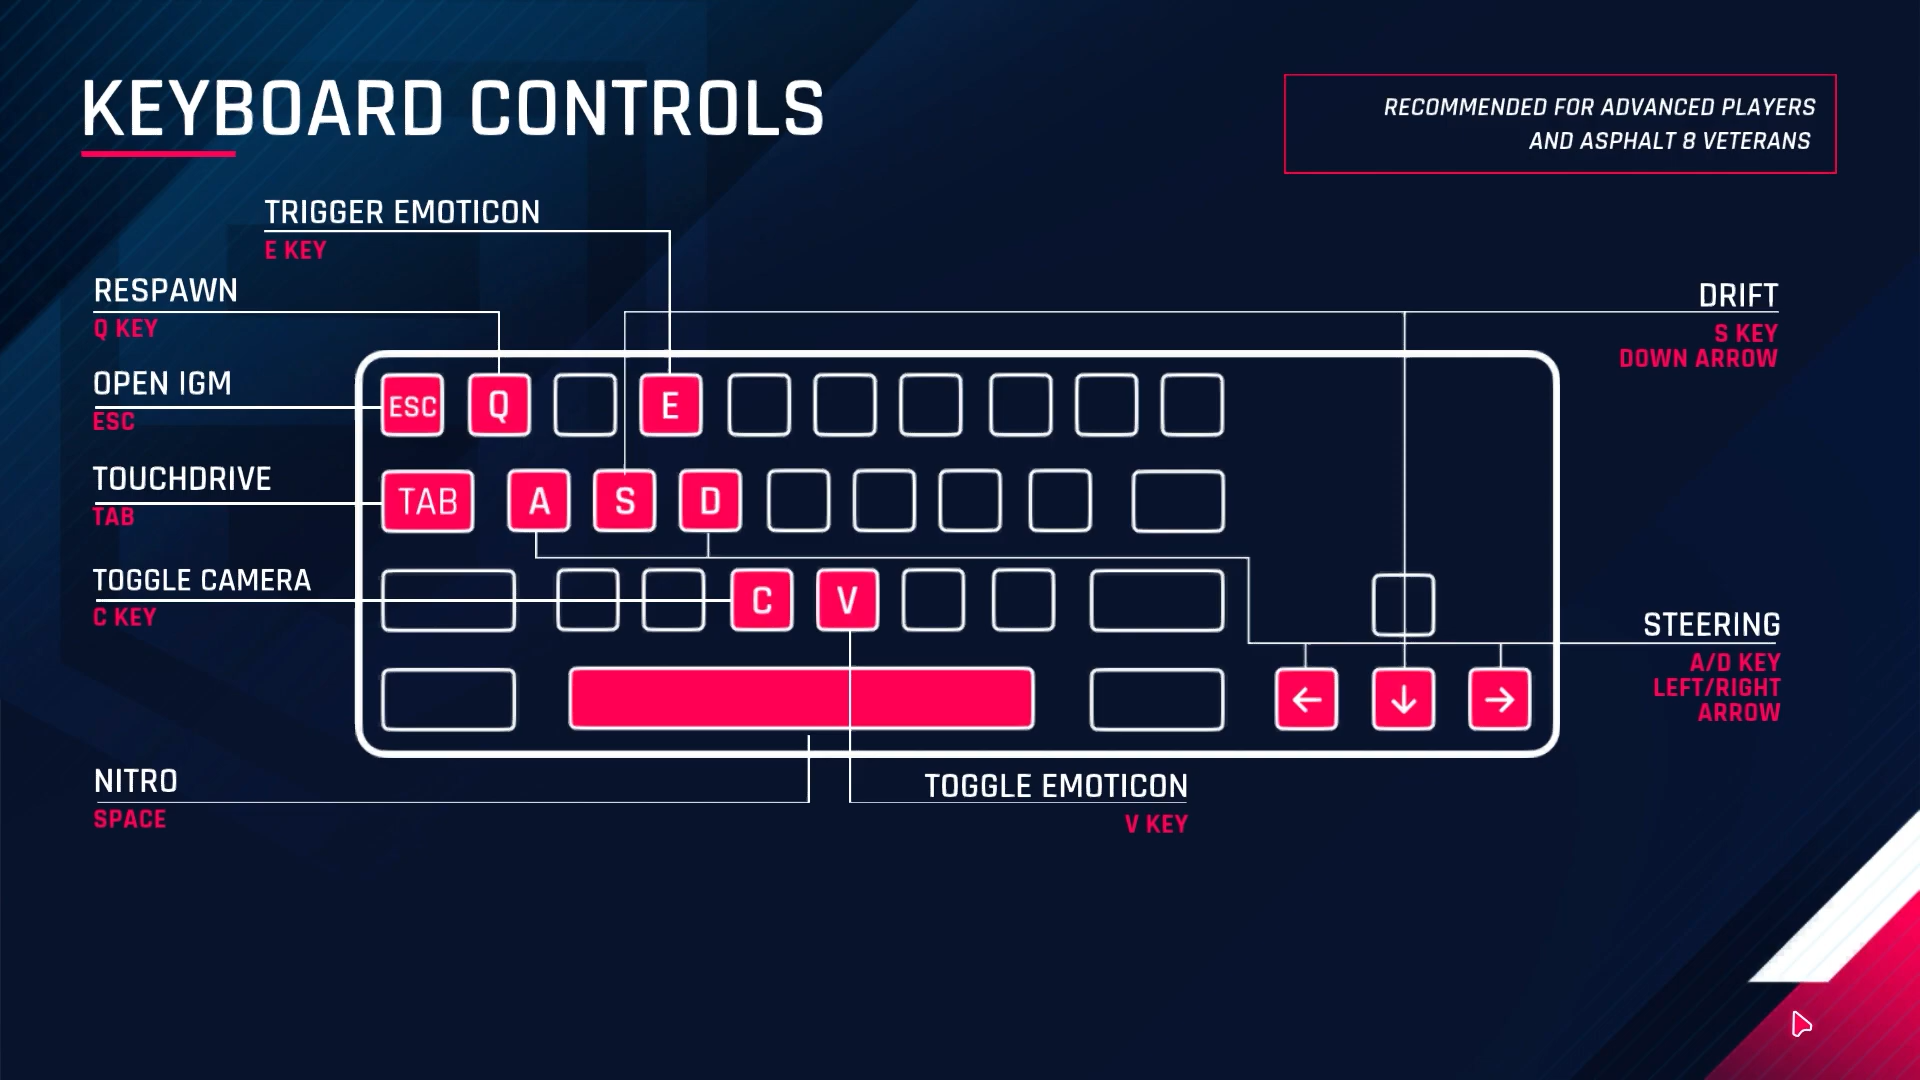 KEYBOARD CONTROLS
RECOMMENDED FOR ADVANCED PLAYERS
AND ASPHALT 8 VETERANS
TRIGGER EMOTICON
E KEY
RESPAWN
Q KEY
DRIFT
S KEY
DOWN ARROW
OPEN IGM
ESC
ESC
Q
E
TOUCHDRIVE
TAB
TAB
A
S
D
TOGGLE CAMERA
C KEY
C
V
STEERING
A/D KEY
LEFT/RIGHT
ARROW
←
↓
→
NITRO
SPACE
TOGGLE EMOTICON
V KEY